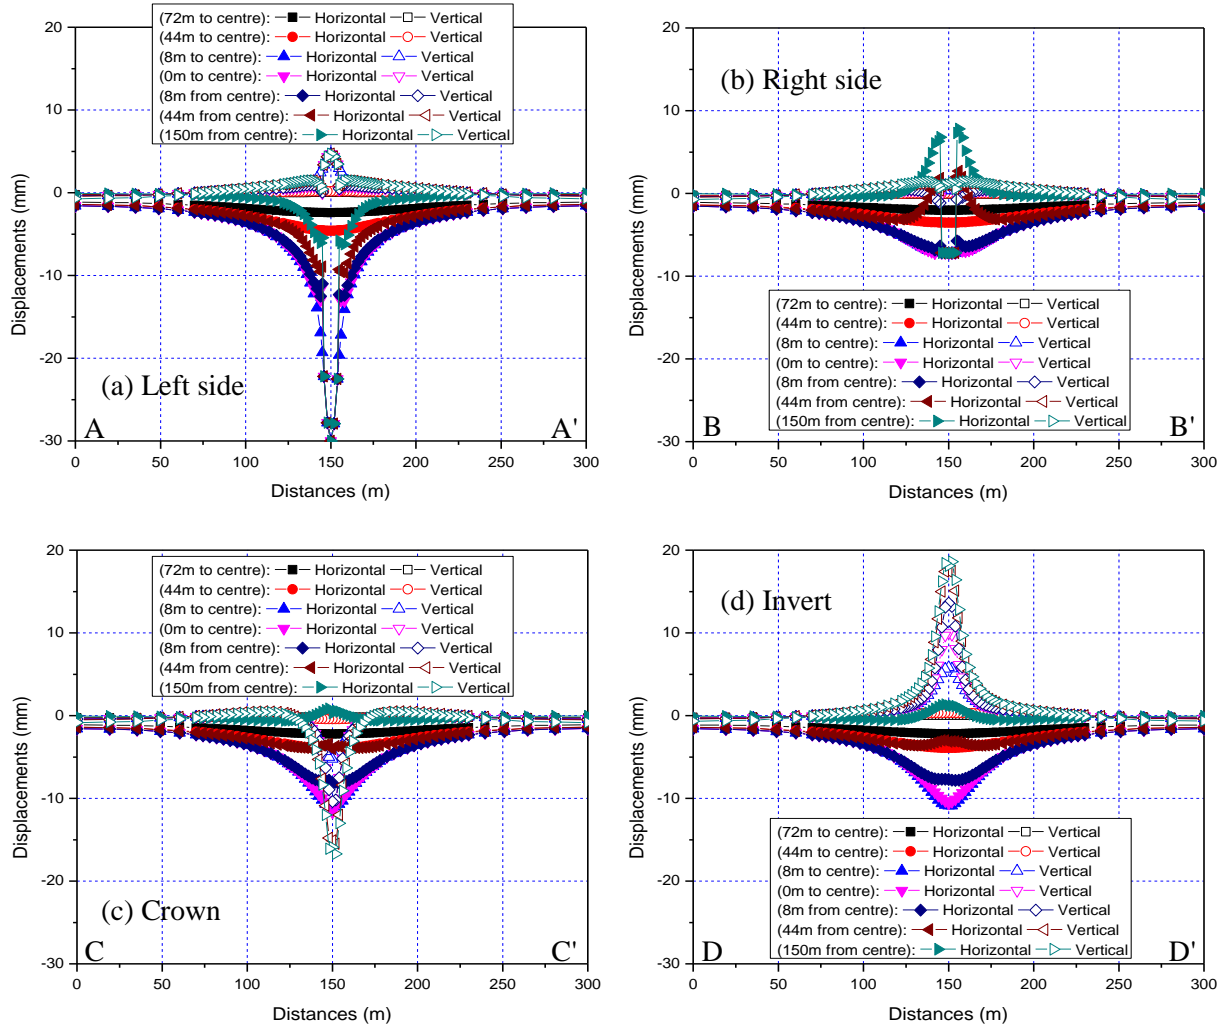 (72m to centre): Horizontal Vertical
(44m to centre): Horizontal Vertical
(8m to centre): Horizontal Vertical
(0m to centre): Horizontal Vertical
(8m from centre): Horizontal Vertical
(44m from centre): Horizontal Vertical
(150m from centre): Horizontal Vertical
20
10
0
-10
-20
-30
Displacements (mm)
(a) Left side
A A'
0 50 100 150 200 250 300
Distances (m)
20
10
0
-10
-20
-30
Displacements (mm)
(b) Right side
(72m to centre): Horizontal Vertical
(44m to centre): Horizontal Vertical
(8m to centre): Horizontal Vertical
(0m to centre): Horizontal Vertical
(8m from centre): Horizontal Vertical
(44m from centre): Horizontal Vertical
(150m from centre): Horizontal Vertical
B B'
0 50 100 150 200 250 300
Distances (m)
(72m to centre): Horizontal Vertical
(44m to centre): Horizontal Vertical
(8m to centre): Horizontal Vertical
(0m to centre): Horizontal Vertical
(8m from centre): Horizontal Vertical
(44m from centre): Horizontal Vertical
(150m from centre): Horizontal Vertical
20
10
0
-10
-20
-30
Displacements (mm)
(c) Crown
C C'
0 50 100 150 200 250 300
Distances (m)
20
10
0
-10
-20
-30
Displacements (mm)
(d) Invert
(72m to centre): Horizontal Vertical
(44m to centre): Horizontal Vertical
(8m to centre): Horizontal Vertical
(0m to centre): Horizontal Vertical
(8m from centre): Horizontal Vertical
(44m from centre): Horizontal Vertical
(150m from centre): Horizontal Vertical
D D'
0 50 100 150 200 250 300
Distances (m)